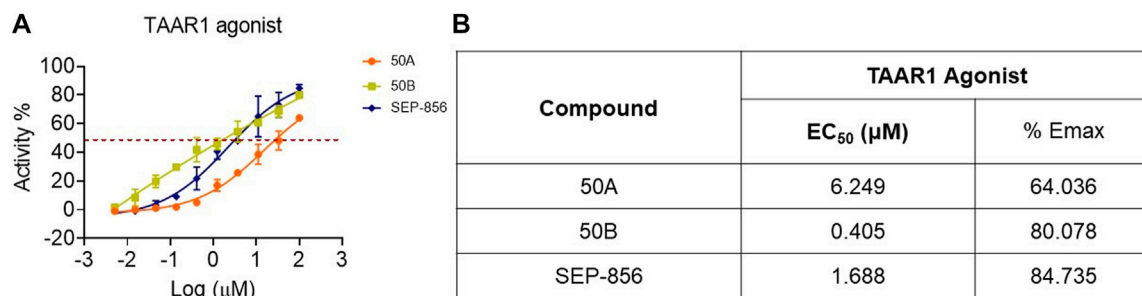 A
TAAR1 agonist
Activity %
100
80
60
40
20
0
-20
-3 -2 -1 0 1 2 3
Log (μM)
50A
50B
SEP-856
B
Compound
TAAR1 Agonist
EC50 (μM) % Emax
50A 6.249 64.036
50B 0.405 80.078
SEP-856 1.688 84.735